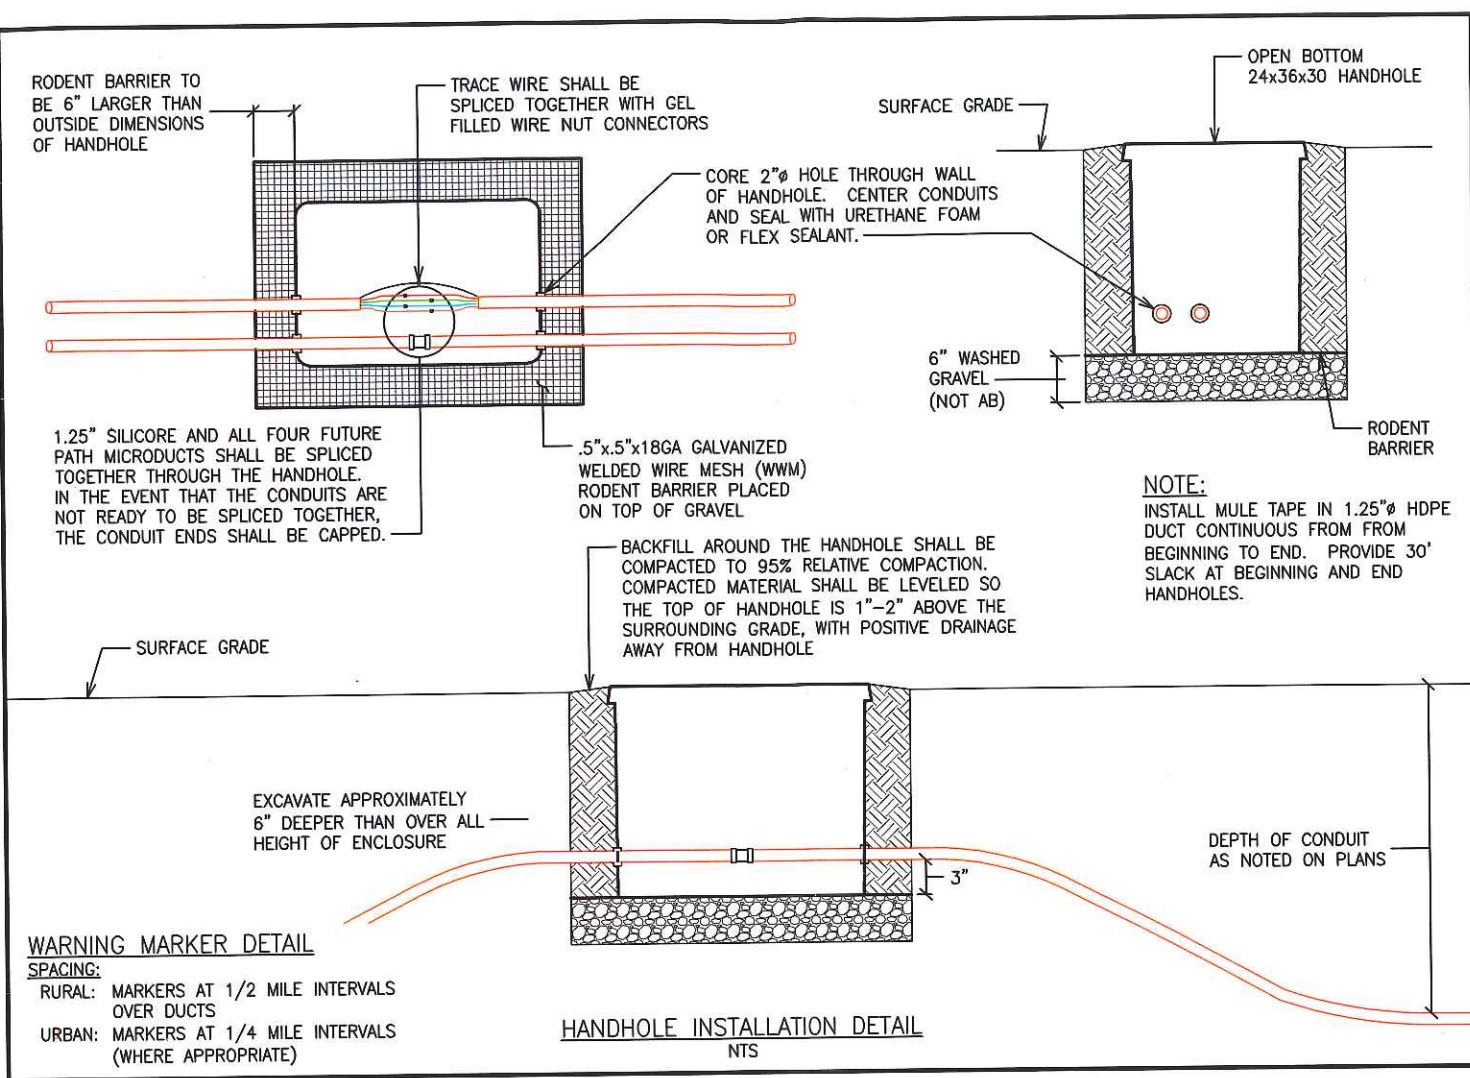 RODENT BARRIER TO
BE 6" LARGER THAN
OUTSIDE DIMENSIONS
OF HANDHOLE
TRACE WIRE SHALL BE
SPLICED TOGETHER WITH GEL
FILLED WIRE NUT CONNECTORS
SURFACE GRADE
OPEN BOTTOM
24x36x30 HANDHOLE
CORE 2"ø HOLE THROUGH WALL
OF HANDHOLE. CENTER CONDUITS
AND SEAL WITH URETHANE FOAM
OR FLEX SEALANT.
6" WASHED
GRAVEL
(NOT AB)
RODENT
BARRIER
1.25" SILICORE AND ALL FOUR FUTURE
PATH MICRODUCTS SHALL BE SPLICED
TOGETHER THROUGH THE HANDHOLE.
IN THE EVENT THAT THE CONDUITS ARE
NOT READY TO BE SPLICED TOGETHER,
THE CONDUIT ENDS SHALL BE CAPPED.
.5"x.5"x18GA GALVANIZED
WELDED WIRE MESH (WWM)
RODENT BARRIER PLACED
ON TOP OF GRAVEL
NOTE:
INSTALL MULE TAPE IN 1.25"ø HDPE
DUCT CONTINUOUS FROM FROM
BEGINNING TO END. PROVIDE 30'
SLACK AT BEGINNING AND END
HANDHOLES.
BACKFILL AROUND THE HANDHOLE SHALL BE
COMPACTED TO 95% RELATIVE COMPACTION.
COMPACTED MATERIAL SHALL BE LEVELED SO
THE TOP OF HANDHOLE IS 1"-2" ABOVE THE
SURROUNDING GRADE, WITH POSITIVE DRAINAGE
AWAY FROM HANDHOLE
SURFACE GRADE
EXCAVATE APPROXIMATELY
6" DEEPER THAN OVER ALL
HEIGHT OF ENCLOSURE
3"
DEPTH OF CONDUIT
AS NOTED ON PLANS
WARNING MARKER DETAIL
SPACING:
RURAL: MARKERS AT 1/2 MILE INTERVALS
OVER DUCTS
URBAN: MARKERS AT 1/4 MILE INTERVALS
(WHERE APPROPRIATE)
HANDHOLE INSTALLATION DETAIL
NTS